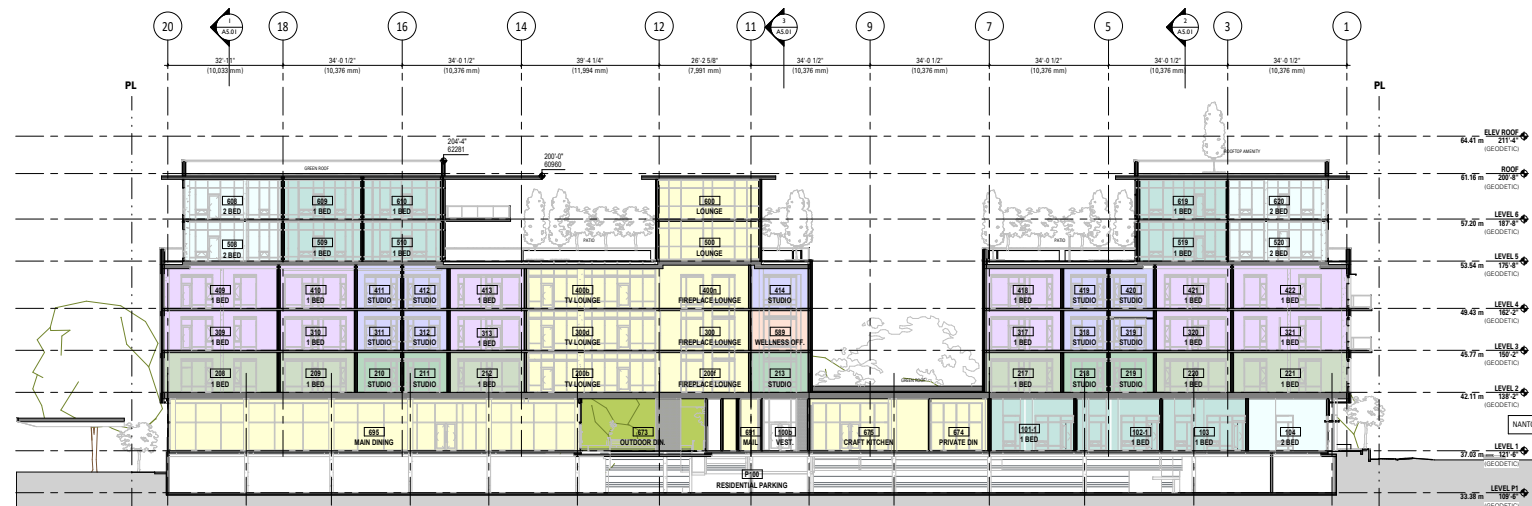 20
1
A5.01
18
16
14
12
11
3
A5.01
9
7
5
2
A5.01
3
1
32'-11"
(10,033 mm)
34'-0 1/2"
(10,376 mm)
34'-0 1/2"
(10,376 mm)
39'-4 1/4"
(11,994 mm)
26'-2 5/8"
(7,991 mm)
34'-0 1/2"
(10,376 mm)
34'-0 1/2"
(10,376 mm)
34'-0 1/2"
(10,376 mm)
34'-0 1/2"
(10,376 mm)
34'-0 1/2"
(10,376 mm)
PL
PL
ELEV ROOF
64.41 m 211'-4"
(GEODETIC)
204'-4"
62281
200'-0"
60960
GREEN ROOF
ROOFTOP AMENITY
ROOF
61.16 m 200'-8"
(GEODETIC)
608
2 BED
609
1 BED
610
1 BED
600
LOUNGE
619
1 BED
620
2 BED
LEVEL 6
57.20 m 187'-8"
(GEODETIC)
508
2 BED
509
1 BED
510
1 BED
PATIO
500
LOUNGE
PATIO
519
1 BED
520
2 BED
LEVEL 5
53.54 m 175'-8"
(GEODETIC)
409
1 BED
410
1 BED
411
STUDIO
412
STUDIO
413
1 BED
400b
TV LOUNGE
400n
FIREPLACE LOUNGE
414
STUDIO
418
1 BED
419
STUDIO
420
STUDIO
421
1 BED
422
1 BED
LEVEL 4
49.43 m 162'-2"
(GEODETIC)
309
1 BED
310
1 BED
311
STUDIO
312
STUDIO
313
1 BED
300d
TV LOUNGE
300
FIREPLACE LOUNGE
589
WELLNESS OFF.
317
1 BED
318
STUDIO
319
STUDIO
320
1 BED
321
1 BED
LEVEL 3
45.77 m 150'-2"
(GEODETIC)
208
1 BED
209
1 BED
210
STUDIO
211
STUDIO
212
1 BED
200b
TV LOUNGE
200f
FIREPLACE LOUNGE
213
STUDIO
GREEN ROOF
217
1 BED
218
STUDIO
219
STUDIO
220
1 BED
221
1 BED
LEVEL 2
42.11 m 138'-2"
(GEODETIC)
695
MAIN DINING
673
OUTDOOR DIN.
691
MAIL
100b
VEST.
675
CRAFT KITCHEN
674
PRIVATE DIN
101-1
1 BED
102-1
1 BED
103
1 BED
104
2 BED
LEVEL 1
37.03 m 121'-6"
(GEODETIC)
P100
RESIDENTIAL PARKING
LEVEL P1
33.38 m 109'-6"
(GEODETIC)